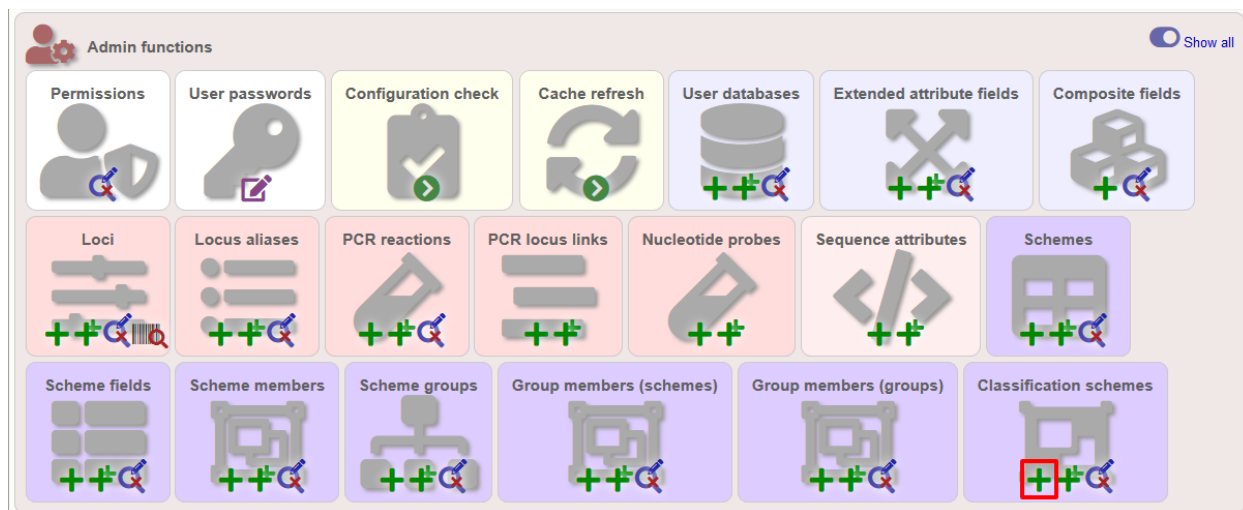 Admin functions
Show all
Permissions
User passwords
Configuration check
Cache refresh
User databases
Extended attribute fields
Composite fields
Loci
Locus aliases
PCR reactions
PCR locus links
Nucleotide probes
Sequence attributes
Schemes
Scheme fields
Scheme members
Scheme groups
Group members (schemes)
Group members (groups)
Classification schemes